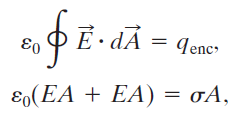 ε₀ ∮ E⃗ · dA⃗ = q_enc,
ε₀(EA + EA) = σA,